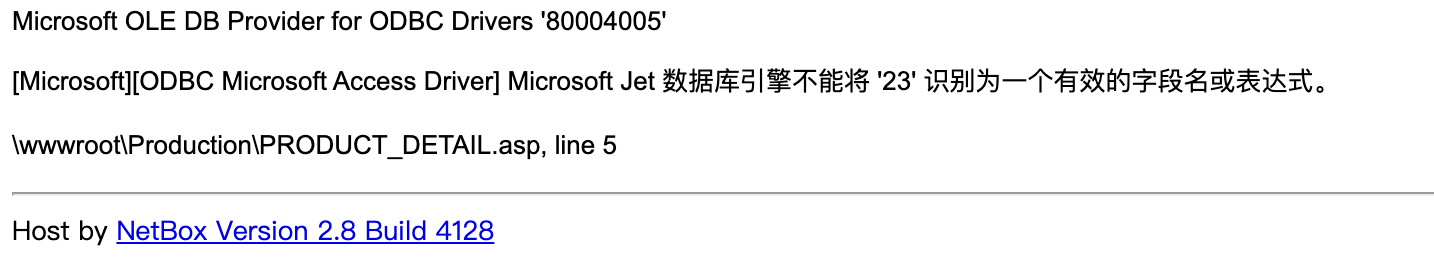 Microsoft OLE DB Provider for ODBC Drivers '80004005'
[Microsoft][ODBC Microsoft Access Driver] Microsoft Jet 数据库引擎不能将 '23' 识别为一个有效的字段名或表达式。
\wwwroot\Production\PRODUCT_DETAIL.asp, line 5
Host by NetBox Version 2.8 Build 4128